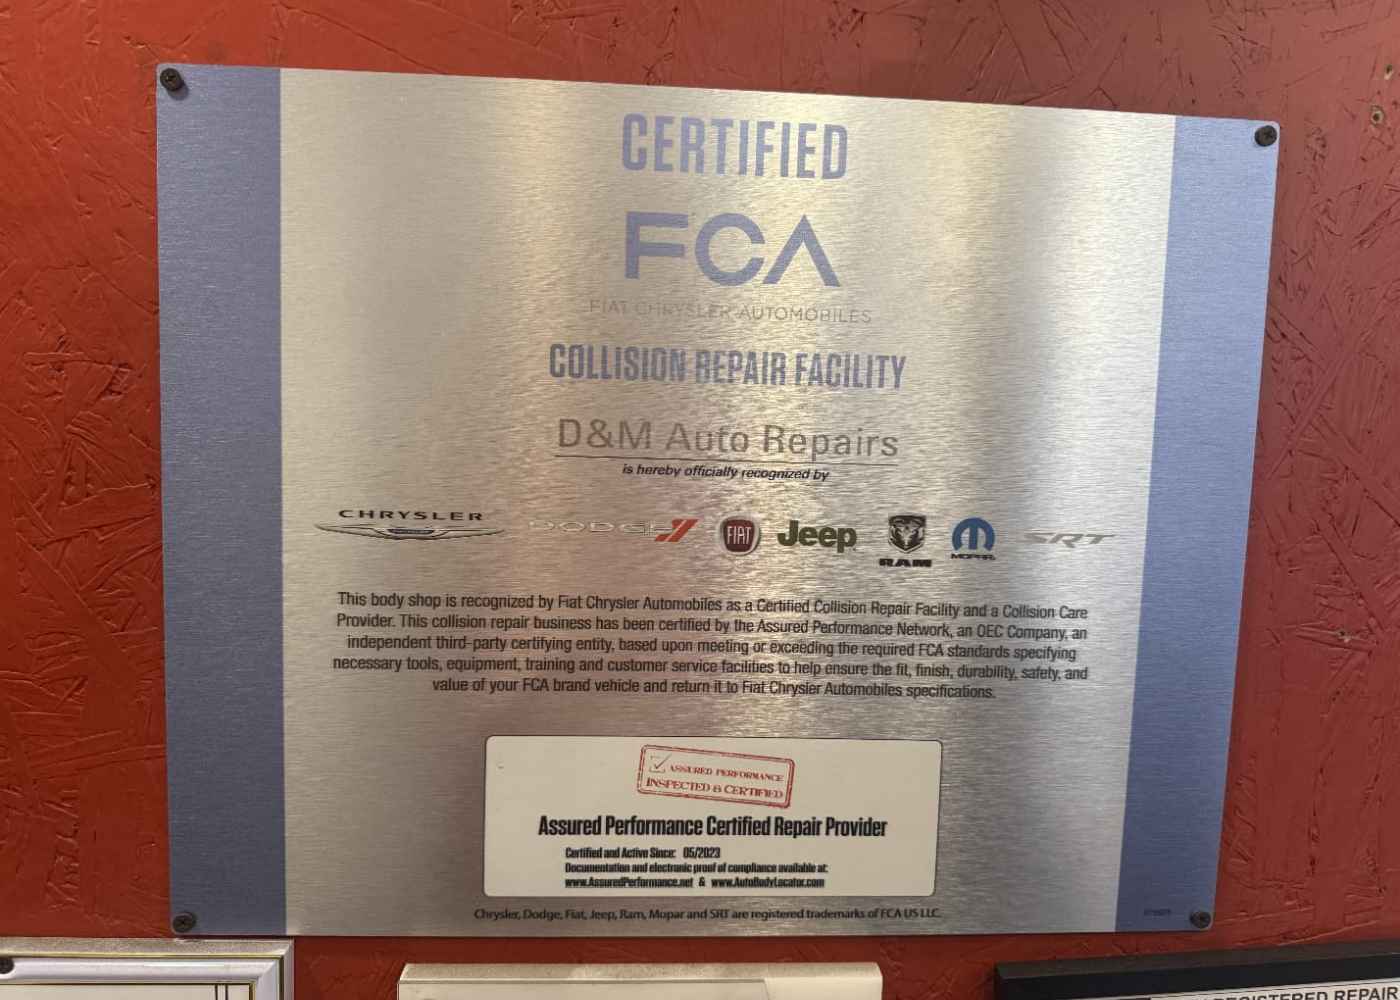 CERTIFIED
FCA
FIAT CHRYSLER AUTOMOBILES
COLLISION REPAIR FACILITY
D&M Auto Repairs
is hereby officially recognized by
CHRYSLER DODGE FIAT Jeep RAM MOPAR SRT
This body shop is recognized by Fiat Chrysler Automobiles as a Certified Collision Repair Facility and a Collision Care
Provider. This collision repair business has been certified by the Assured Performance Network, an OEC Company, an
independent third-party certifying entity, based upon meeting or exceeding the required FCA standards specifying
necessary tools, equipment, training and customer service facilities to help ensure the fit, finish, durability, safety, and
value of your FCA brand vehicle and return it to Fiat Chrysler Automobiles specifications.
ASSURED PERFORMANCE
INSPECTED & CERTIFIED
Assured Performance Certified Repair Provider
Certified and Active Since: 05/2023
Documentation and electronic proof of compliance available at:
www.AssuredPerformance.net & www.AutoBodyLocator.com
Chrysler, Dodge, Fiat, Jeep, Ram, Mopar and SRT are registered trademarks of FCA US LLC.
REGISTERED REPAIR